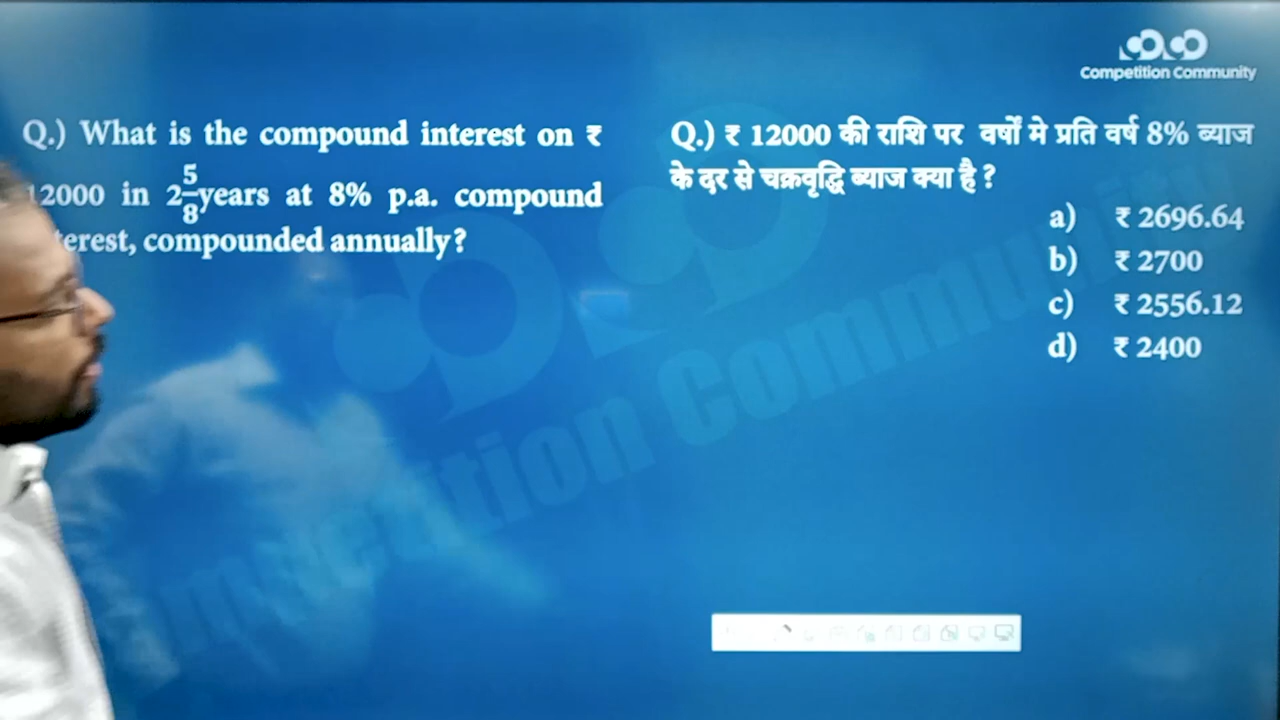 Competition Community
Q.) What is the compound interest on ₹
12000 in 2 5/8 years at 8% p.a. compound
terest, compounded annually?
Q.) ₹ 12000 की राशि पर वर्षों मे प्रति वर्ष 8% ब्याज
के दर से चक्रवृद्धि ब्याज क्या है ?
a) ₹ 2696.64
b) ₹ 2700
c) ₹ 2556.12
d) ₹ 2400